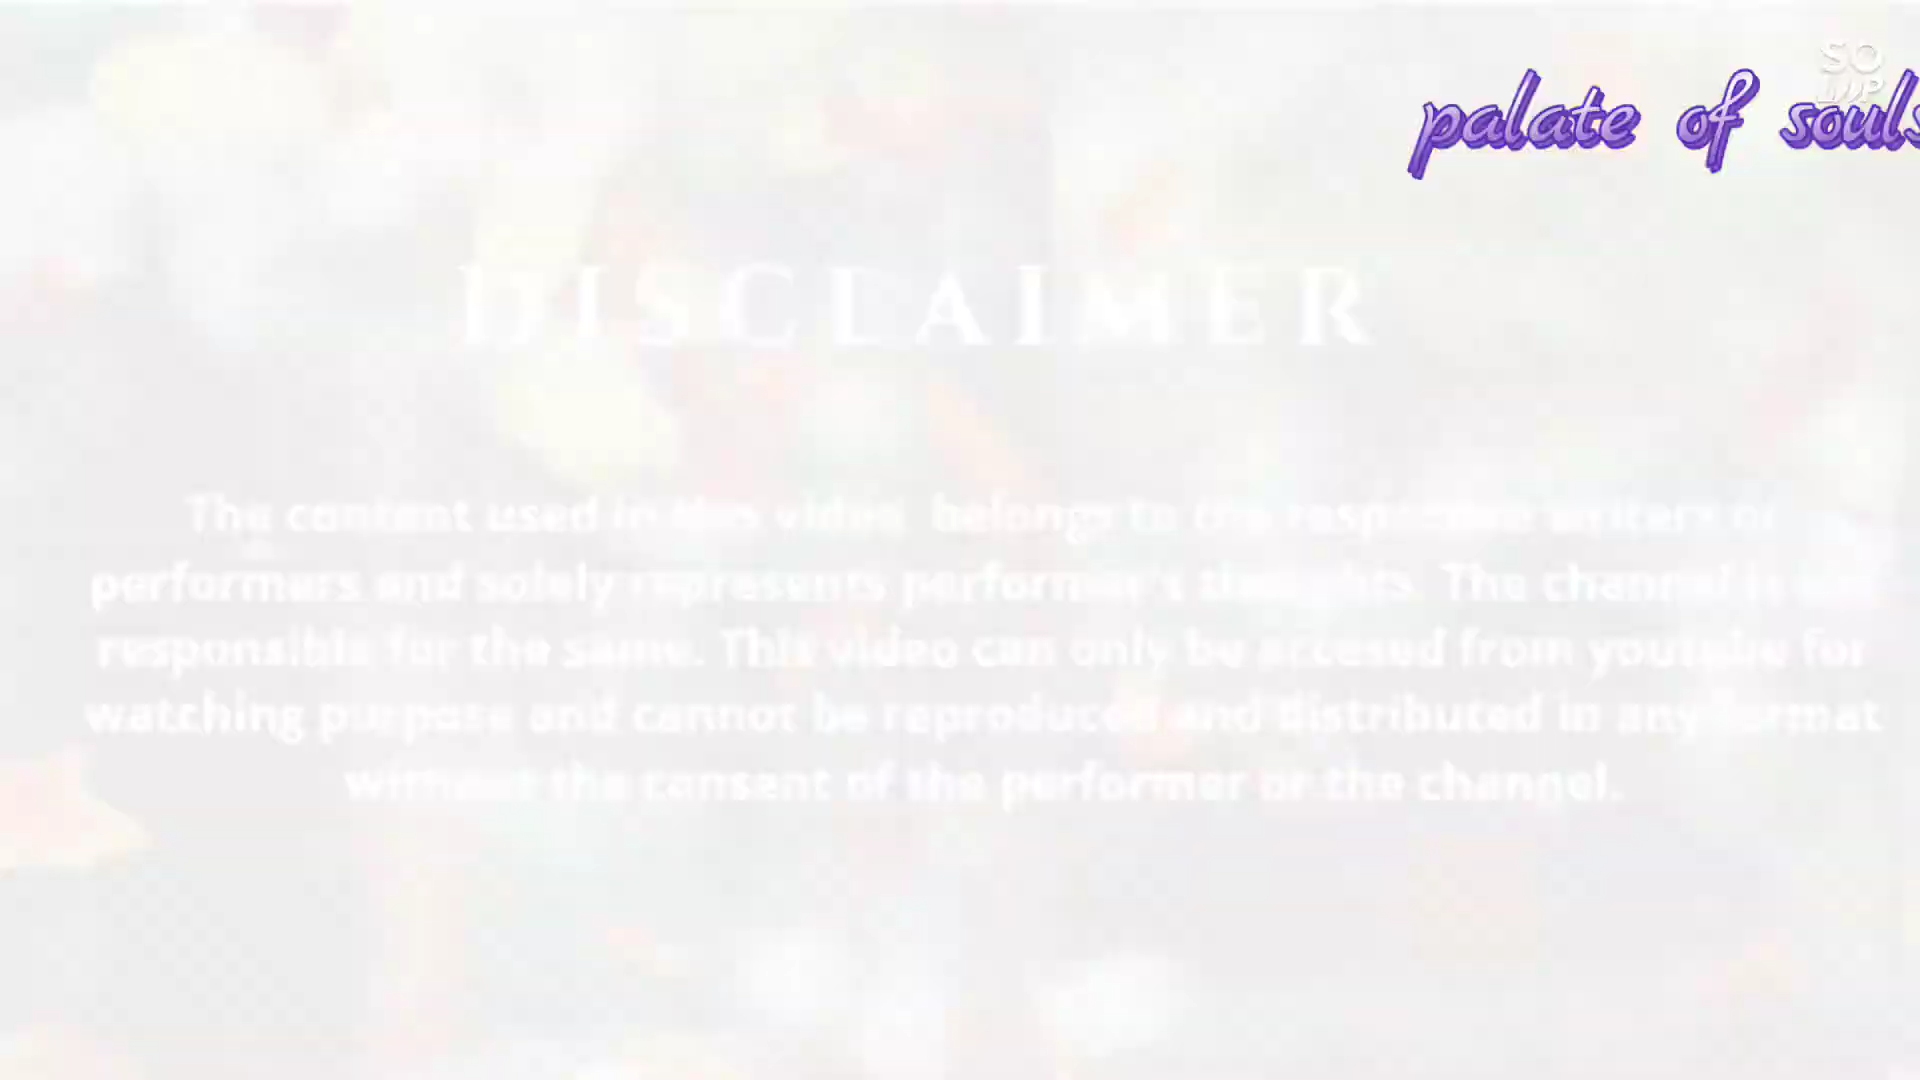 SO
UP
palate of souls
DISCLAIMER
The content used in this video belongs to the respective writers or
performers and solely represents performer's thoughts. The channel is not
responsible for the same. This video can only be accesed from youtube for
watching purpose and cannot be reproduced and distributed in any format
without the consent of the performer or the channel.